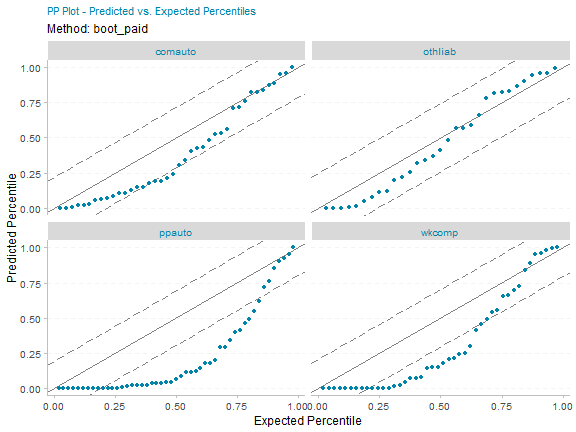 PP Plot - Predicted vs. Expected Percentiles
Method: boot_paid
comauto othliab
1.00
0.75
0.50
0.25
0.00
ppauto wkcomp
1.00
0.75
0.50
0.25
0.00
Predicted Percentile
0.00 0.25 0.50 0.75 1.00 0.00 0.25 0.50 0.75 1.00
Expected Percentile